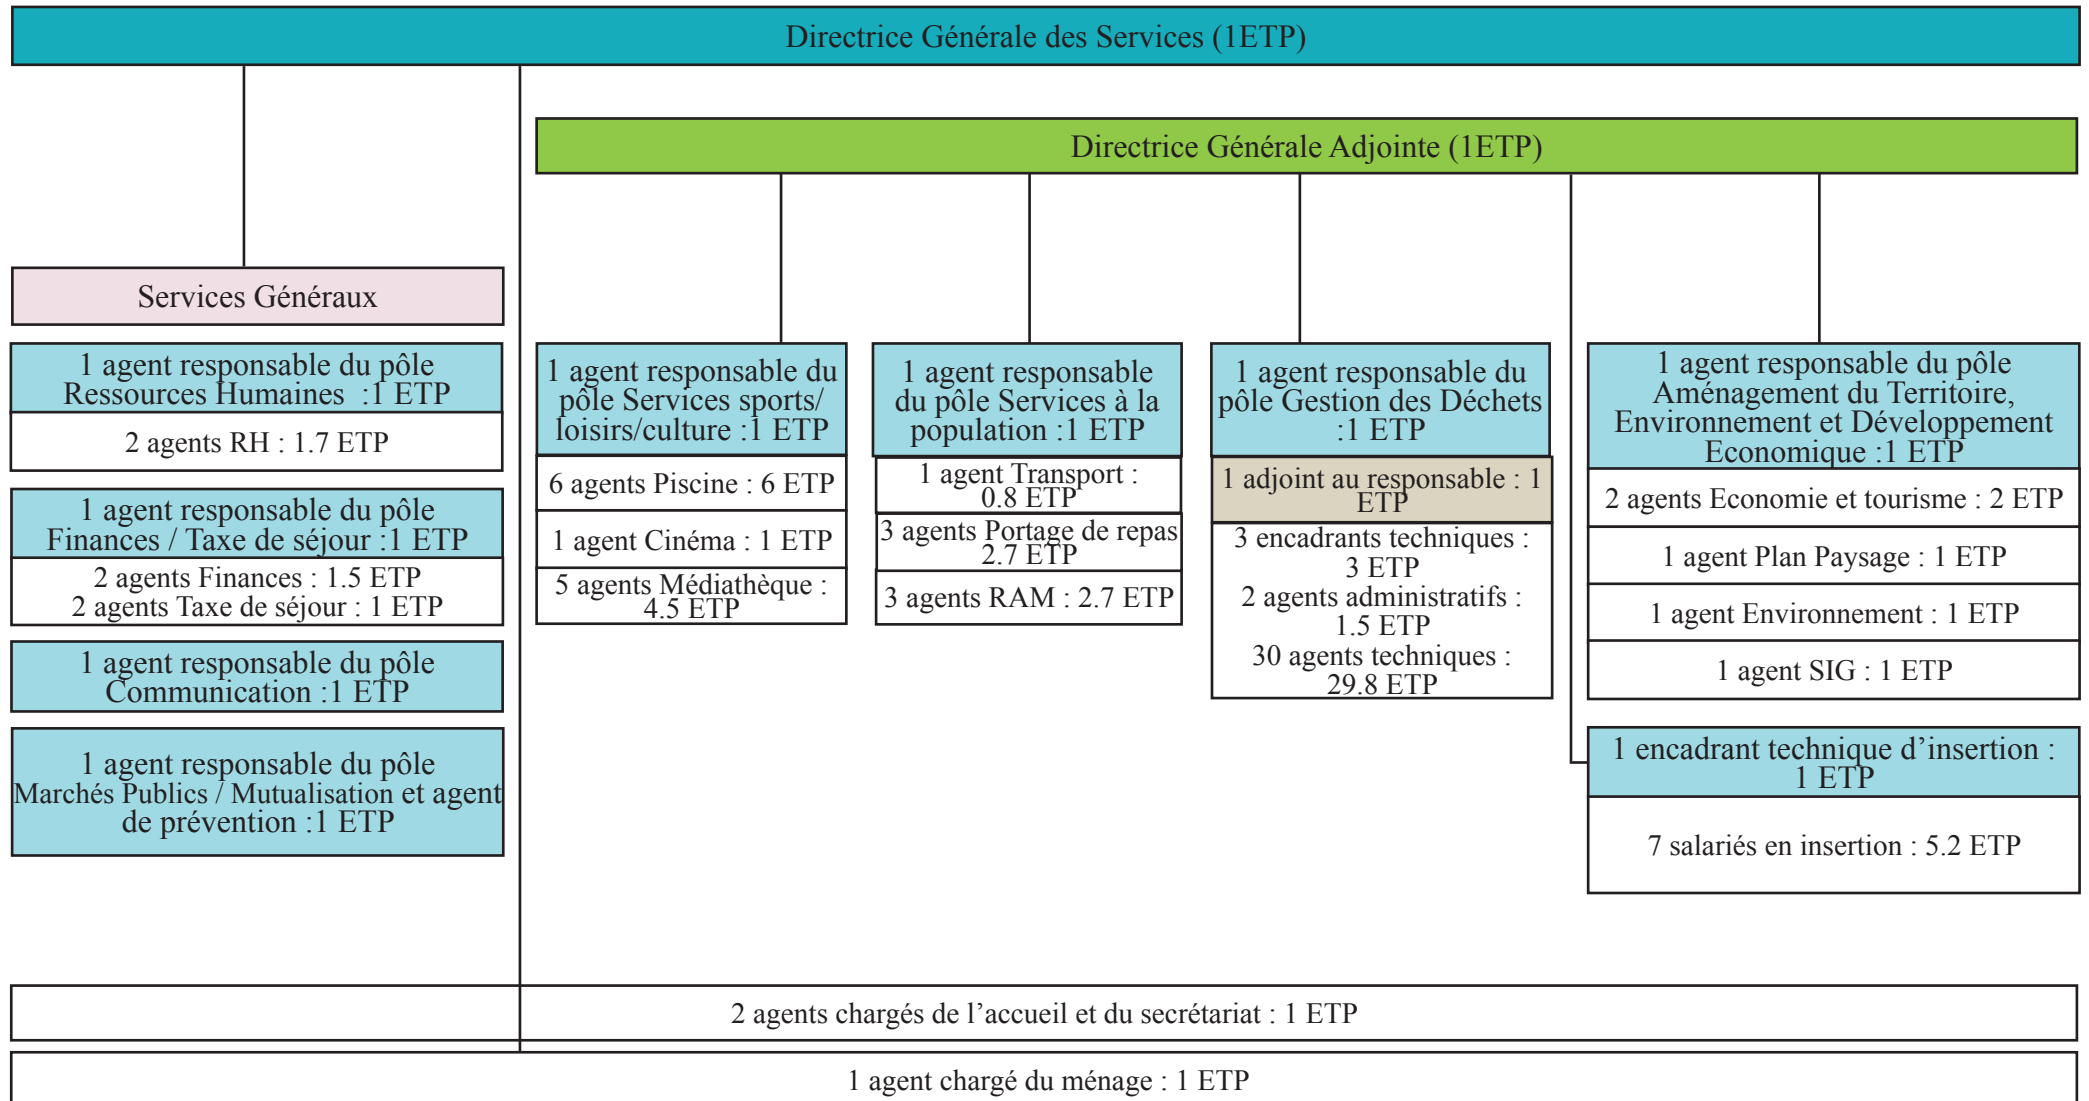 Directrice Générale des Services (1ETP)
Directrice Générale Adjointe (1ETP)
Services Généraux
1 agent responsable du pôle
Ressources Humaines :1 ETP
2 agents RH : 1.7 ETP
1 agent responsable du pôle
Finances / Taxe de séjour :1 ETP
2 agents Finances : 1.5 ETP
2 agents Taxe de séjour : 1 ETP
1 agent responsable du pôle
Communication :1 ETP
1 agent responsable du pôle
Marchés Publics / Mutualisation et agent
de prévention :1 ETP
1 agent responsable du
pôle Services sports/
loisirs/culture :1 ETP
6 agents Piscine : 6 ETP
1 agent Cinéma : 1 ETP
5 agents Médiathèque :
4.5 ETP
1 agent responsable
du pôle Services à la
population :1 ETP
1 agent Transport :
0.8 ETP
3 agents Portage de repas
2.7 ETP
3 agents RAM : 2.7 ETP
1 agent responsable du
pôle Gestion des Déchets
:1 ETP
1 adjoint au responsable : 1
ETP
3 encadrants techniques :
3 ETP
2 agents administratifs :
1.5 ETP
30 agents techniques :
29.8 ETP
1 agent responsable du pôle
Aménagement du Territoire,
Environnement et Développement
Economique :1 ETP
2 agents Economie et tourisme : 2 ETP
1 agent Plan Paysage : 1 ETP
1 agent Environnement : 1 ETP
1 agent SIG : 1 ETP
1 encadrant technique d’insertion :
1 ETP
7 salariés en insertion : 5.2 ETP
2 agents chargés de l’accueil et du secrétariat : 1 ETP
1 agent chargé du ménage : 1 ETP